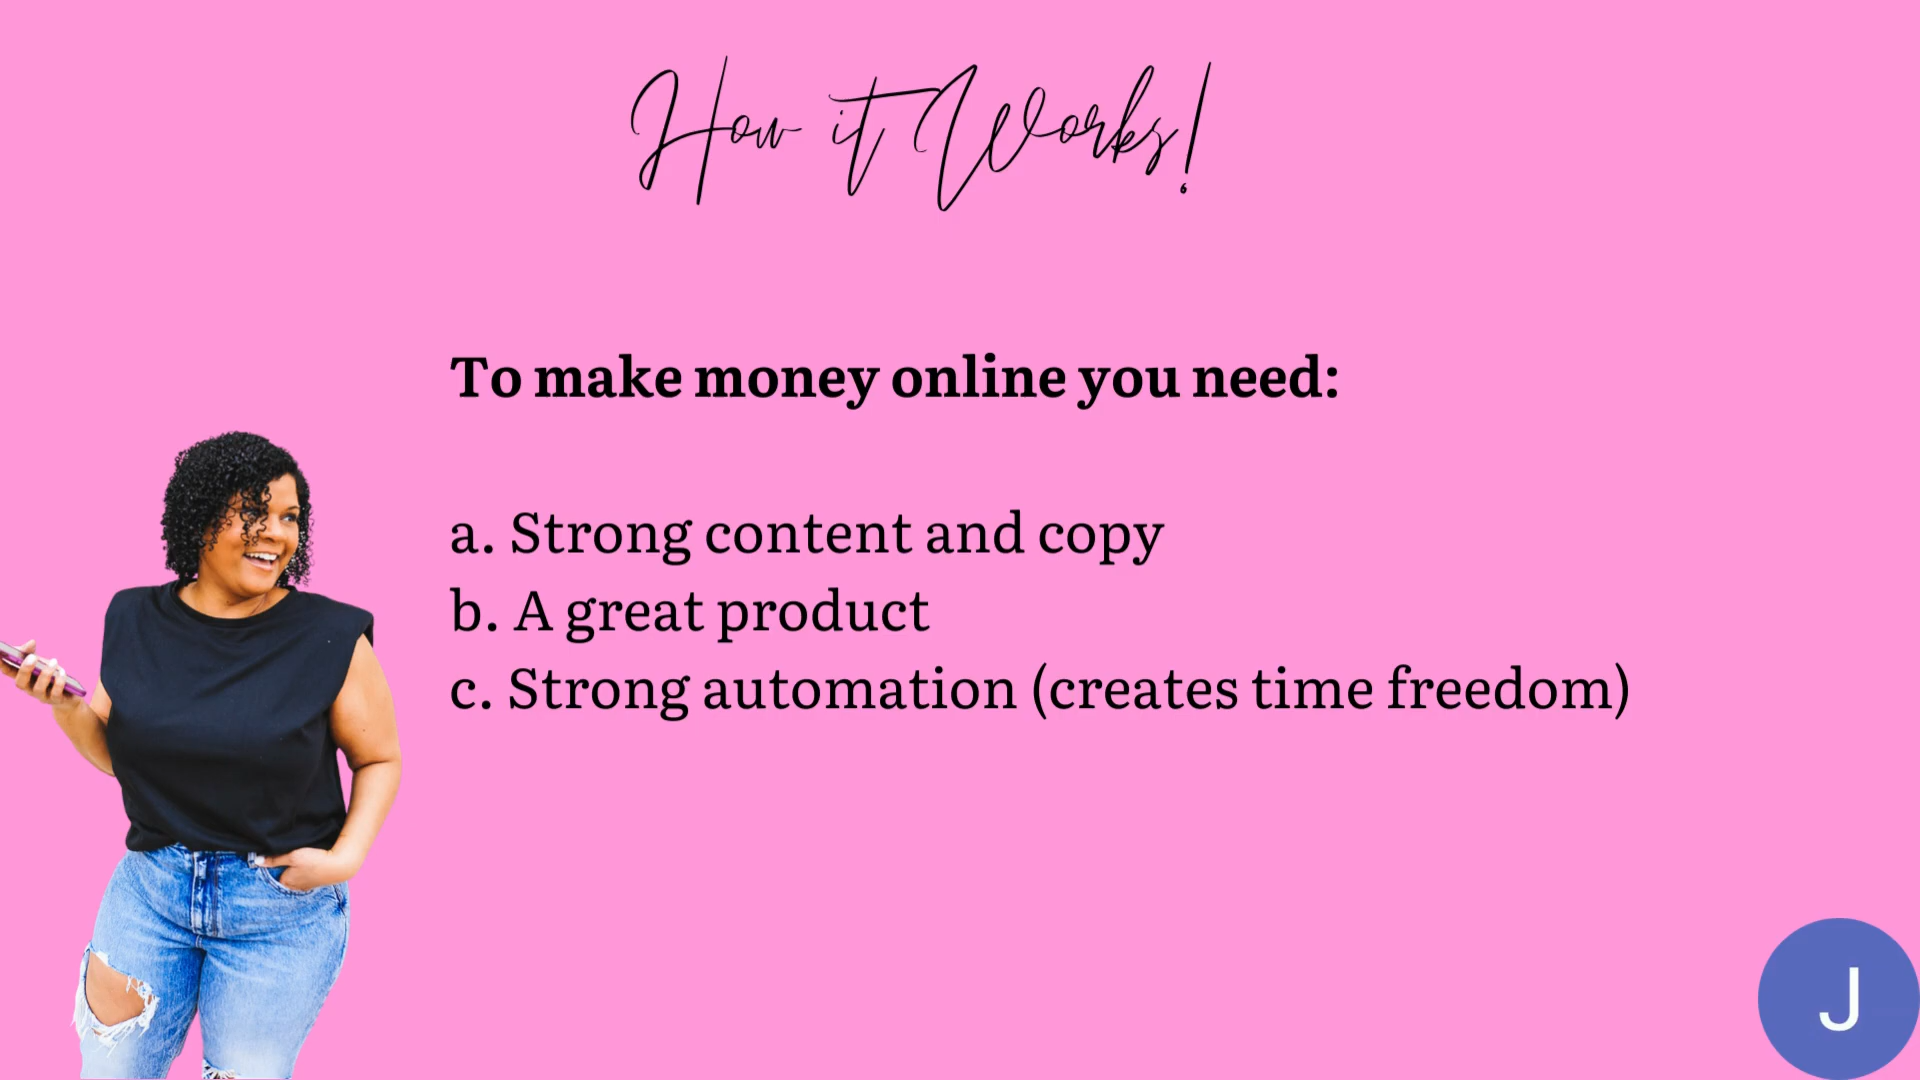 How it Works!
To make money online you need:
a. Strong content and copy
b. A great product
c. Strong automation (creates time freedom)
J